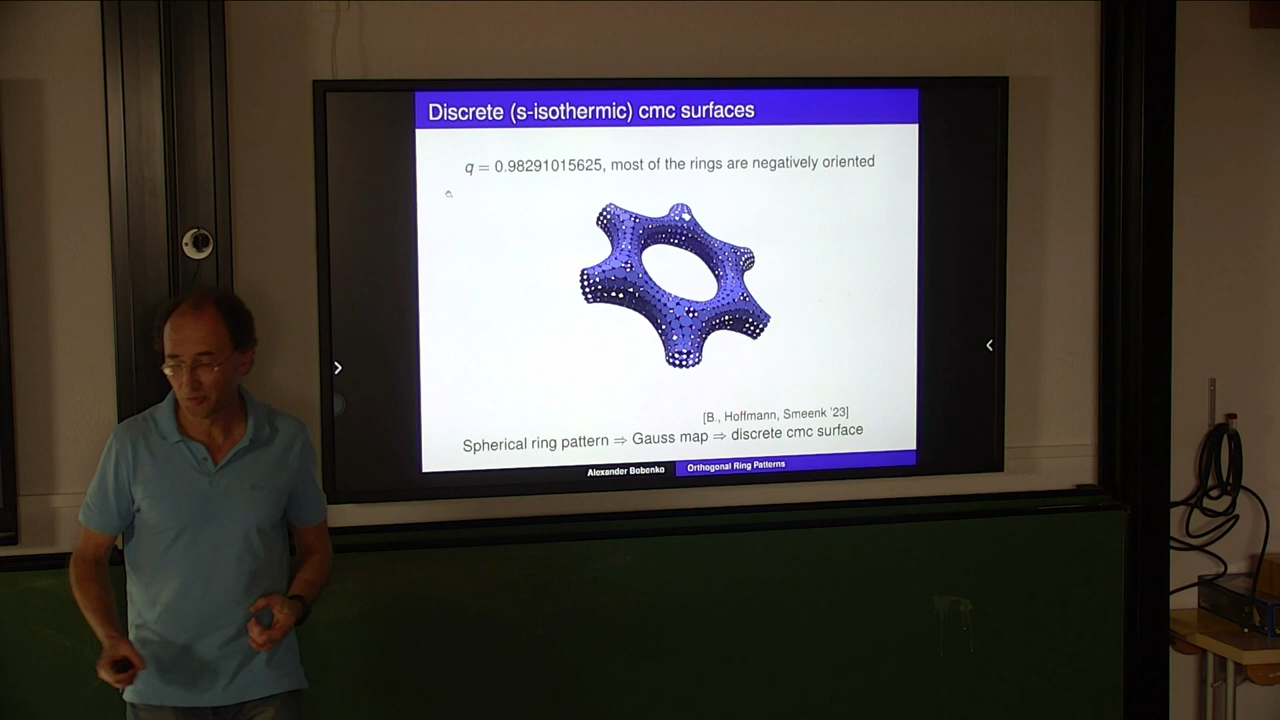 Discrete (s-isothermic) cmc surfaces
q = 0.98291015625, most of the rings are negatively oriented
[B., Hoffmann, Smeenk '23]
Spherical ring pattern ⇒ Gauss map ⇒ discrete cmc surface
Alexander Bobenko Orthogonal Ring Patterns